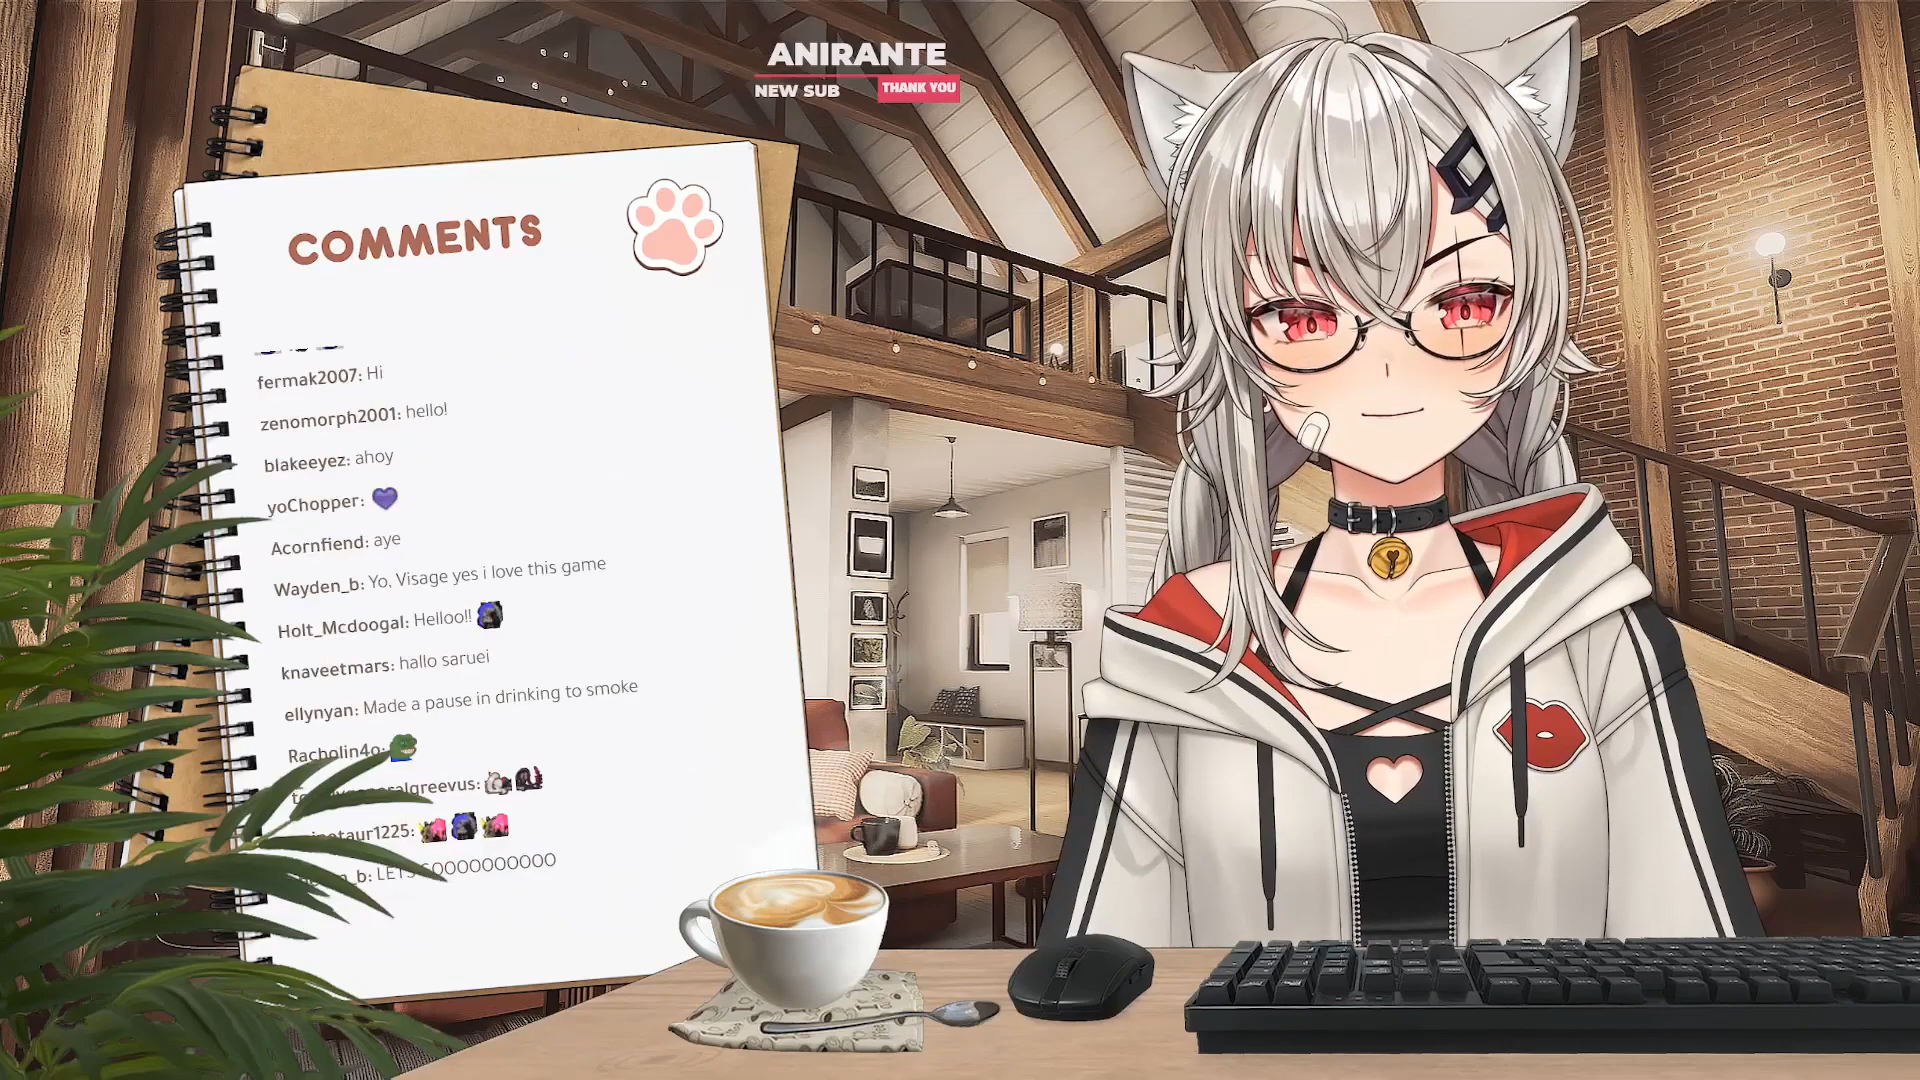 ANIRANTE
NEW SUB THANK YOU
COMMENTS
fermak2007: Hi
zenomorph2001: hello!
blakeeyez: ahoy
yoChopper: 💜
Acornfiend: aye
Wayden_b: Yo, Visage yes i love this game
Holt_Mcdoogal: Helloo!!
knaveetmars: hallo saruei
ellynyan: Made a pause in drinking to smoke
Racholin4o: